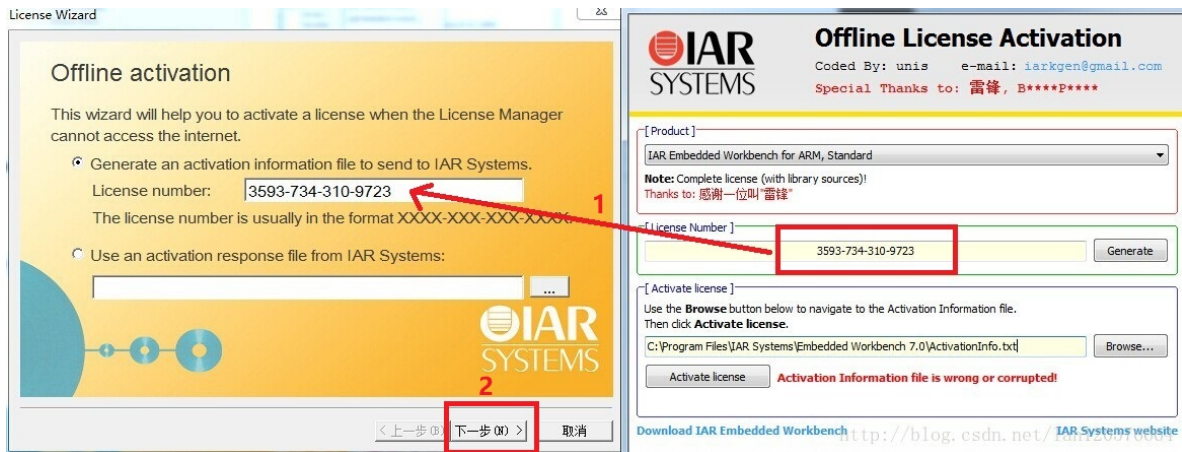 License Wizard
Offline activation
This wizard will help you to activate a license when the License Manager
cannot access the internet.
Generate an activation information file to send to IAR Systems.
License number: 3593-734-310-9723
The license number is usually in the format XXXX-XXX-XXX-XXXX.
Use an activation response file from IAR Systems:
...
IAR
SYSTEMS
2
<上一步(B) 下一步(N) > 取消
1
IAR
SYSTEMS
Offline License Activation
Coded By: unis e-mail: iarkgen@gmail.com
Special Thanks to: 雷锋, B****P****
[ Product ]
IAR Embedded Workbench for ARM, Standard
Note: Complete license (with library sources)!
Thanks to: 感谢一位叫"雷锋"
[ License Number ]
3593-734-310-9723 Generate
[ Activate license ]
Use the Browse button below to navigate to the Activation Information file.
Then click Activate license.
C:\Program Files\IAR Systems\Embedded Workbench 7.0\ActivationInfo.txt Browse...
Activate license Activation Information file is wrong or corrupted!
Download IAR Embedded Workbench IAR Systems website